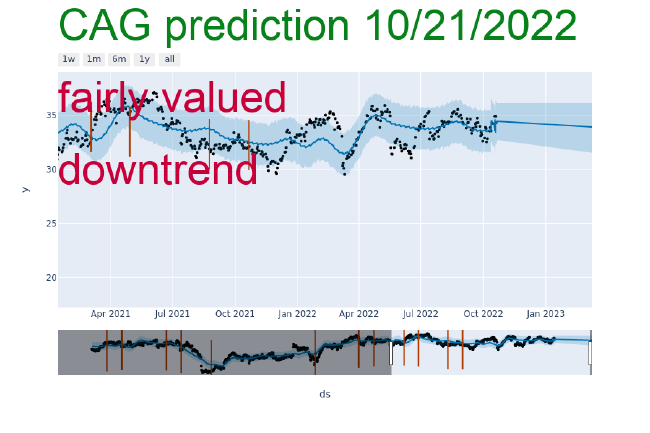 CAG prediction 10/21/2022
1w 1m 6m 1y all
fairly valued
downtrend
35
30
25
20
y
Apr 2021 Jul 2021 Oct 2021 Jan 2022 Apr 2022 Jul 2022 Oct 2022 Jan 2023
ds